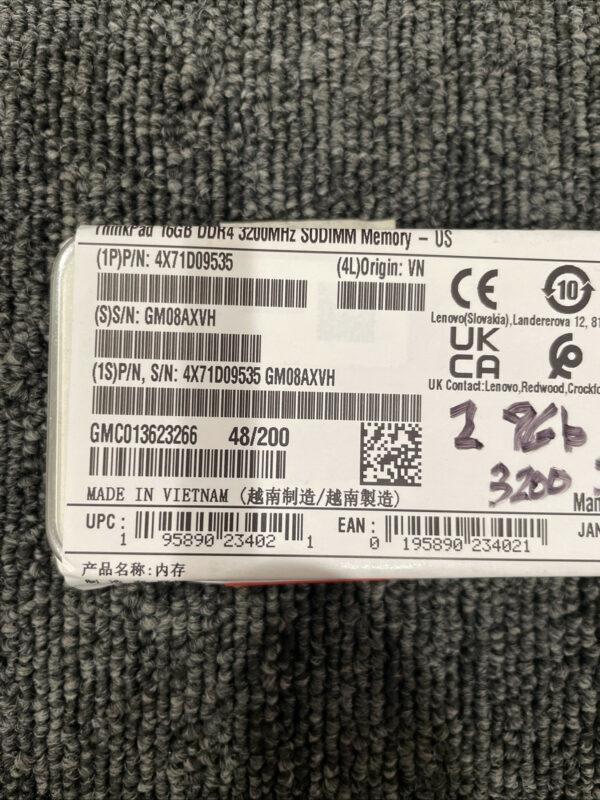 ThinkPad 16GB DDR4 3200MHz SODIMM Memory - US
(1P)P/N: 4X71D09535
(4L)Origin: VN
CE
10
(S)S/N: GM08AXVH
Lenovo(Slovakia),Landererova 12, 81
UK
CA
(1S)P/N, S/N: 4X71D09535 GM08AXVH
UK Contact:Lenovo,Redwood,Crockfo
GMC013623266 48/200
3200
MADE IN VIETNAM (越南制造/越南製造)
Man
UPC :
1 95890 23402 1
EAN :
0 195890 234021
JAN
产品名称:内存